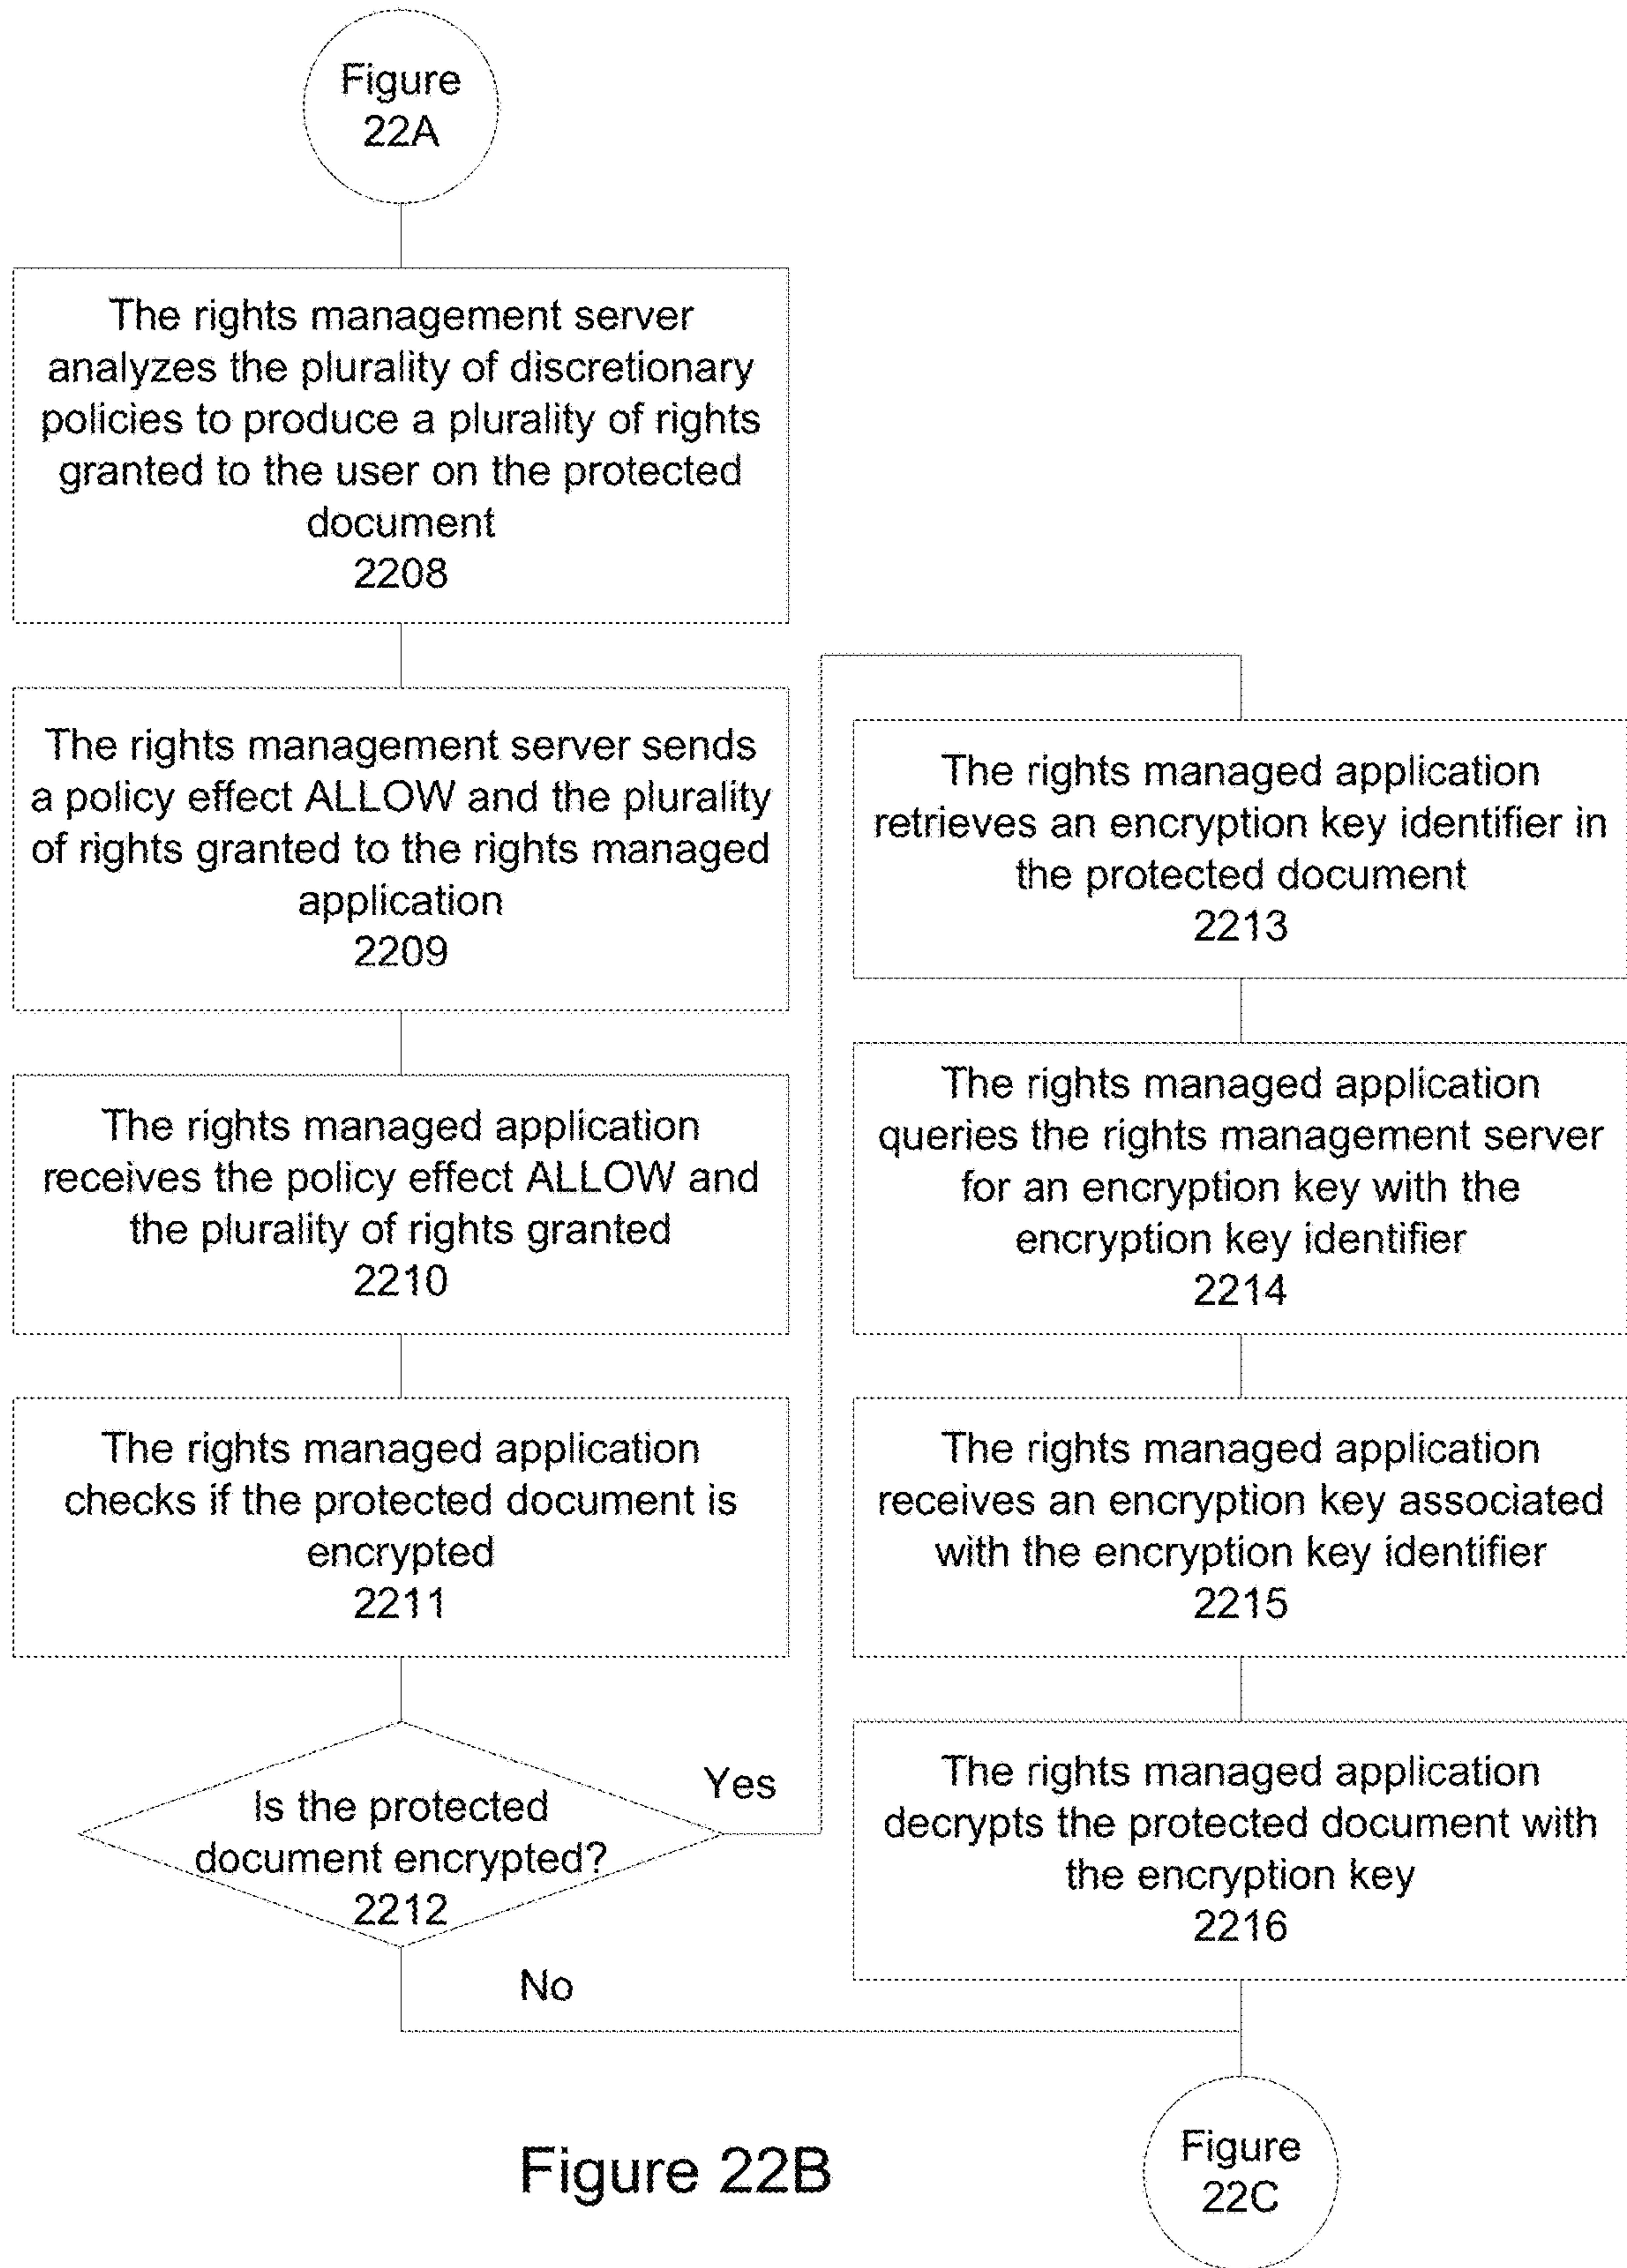 Figure
22A
The rights management server
analyzes the plurality of discretionary
policies to produce a plurality of rights
granted to the user on the protected
document
2208
The rights management server sends
a policy effect ALLOW and the plurality
of rights granted to the rights managed
application
2209
The rights managed application
receives the policy effect ALLOW and
the plurality of rights granted
2210
The rights managed application
checks if the protected document is
encrypted
2211
Is the protected
document encrypted?
2212
Yes
No
The rights managed application
retrieves an encryption key identifier in
the protected document
2213
The rights managed application
queries the rights management server
for an encryption key with the
encryption key identifier
2214
The rights managed application
receives an encryption key associated
with the encryption key identifier
2215
The rights managed application
decrypts the protected document with
the encryption key
2216
Figure
22C
Figure 22B